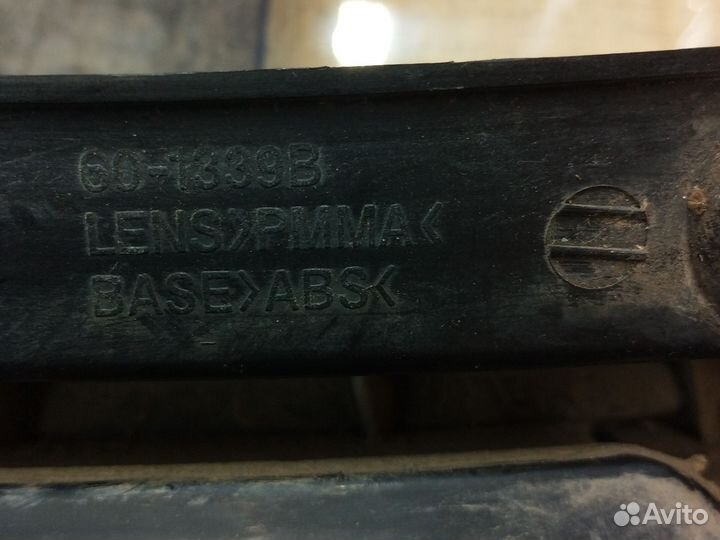 60-1339B
LENS>PMMA<
BASE>ABS<
Avito